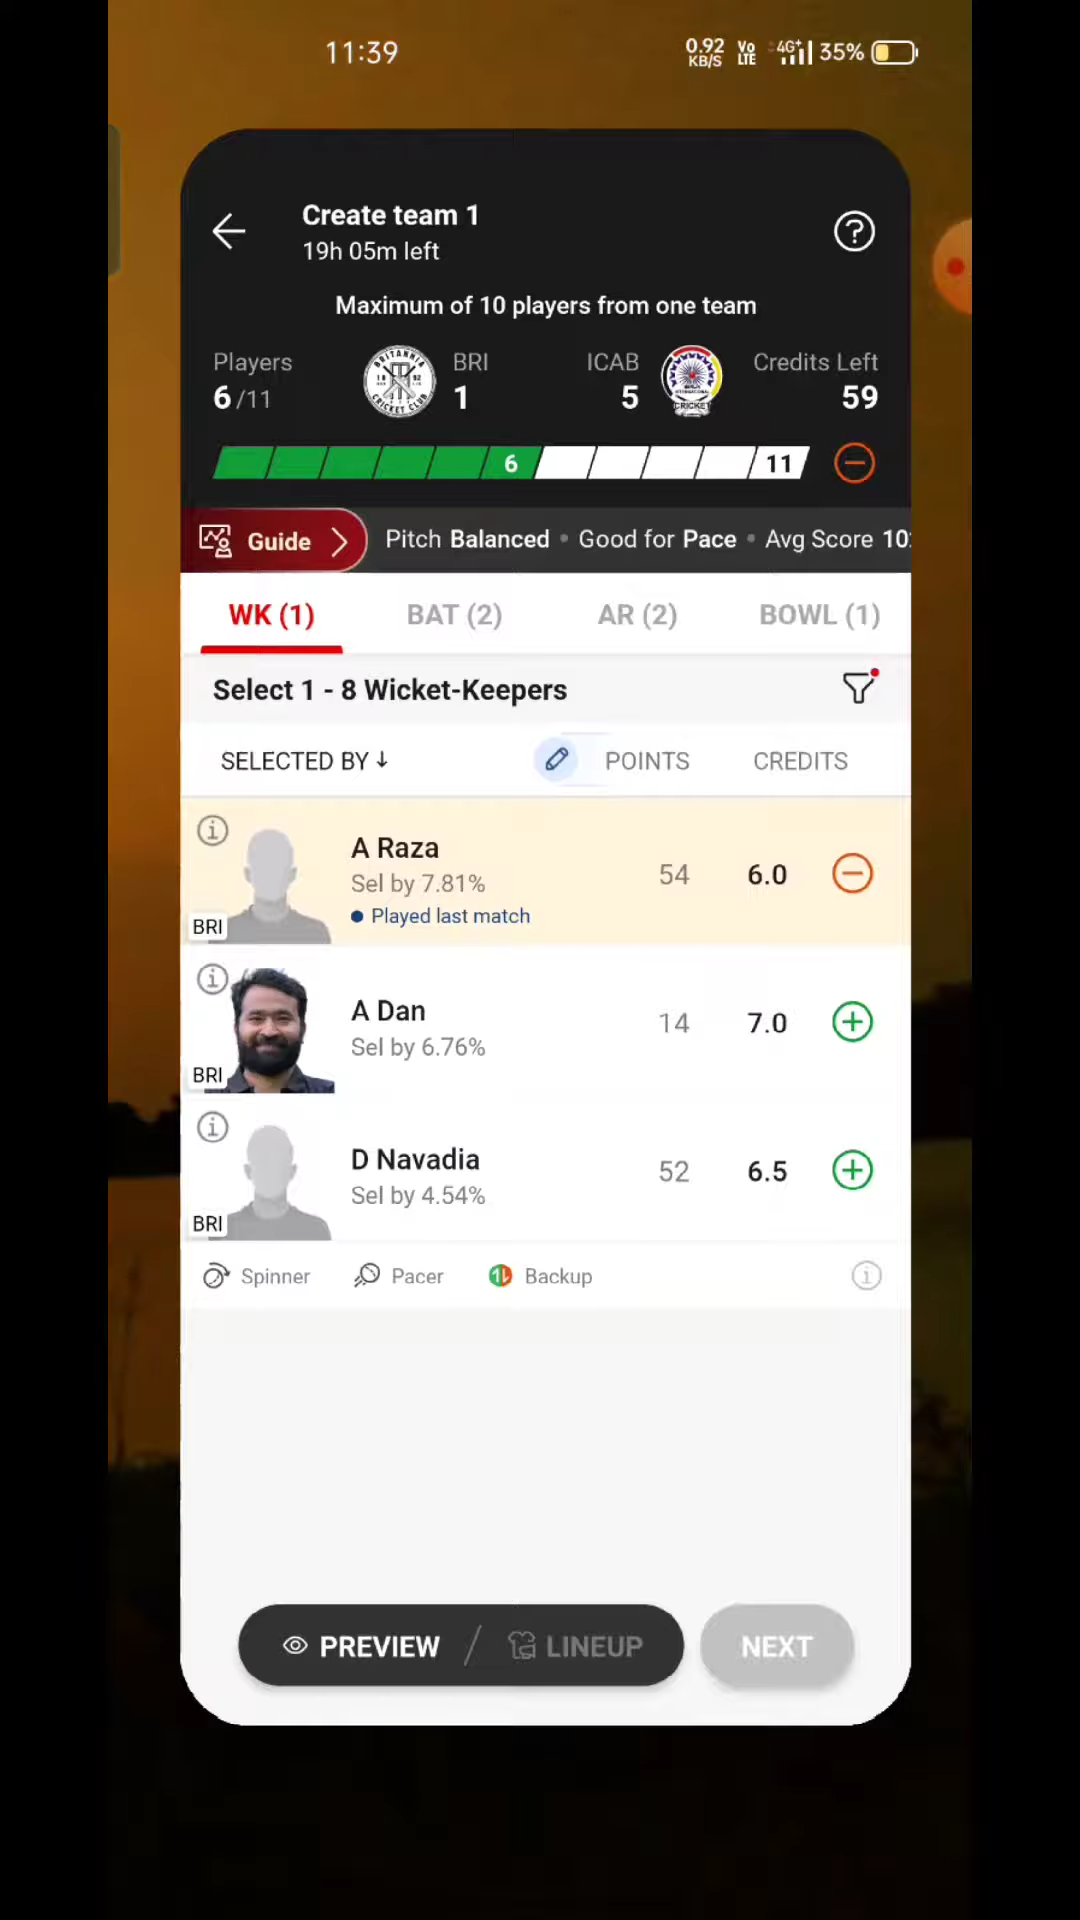 11:39
0.92 KB/S Vo LTE 4G+ 35%
Create team 1
19h 05m left
Maximum of 10 players from one team
Players BRI ICAB Credits Left
6/11 1 5 59
6 11
Guide Pitch Balanced • Good for Pace • Avg Score 10
WK (1) BAT (2) AR (2) BOWL (1)
Select 1 - 8 Wicket-Keepers
SELECTED BY ↓ POINTS CREDITS
A Raza
Sel by 7.81%
54 6.0
• Played last match
BRI
A Dan
Sel by 6.76%
14 7.0
BRI
D Navadia
Sel by 4.54%
52 6.5
BRI
Spinner Pacer Backup
PREVIEW / LINEUP NEXT